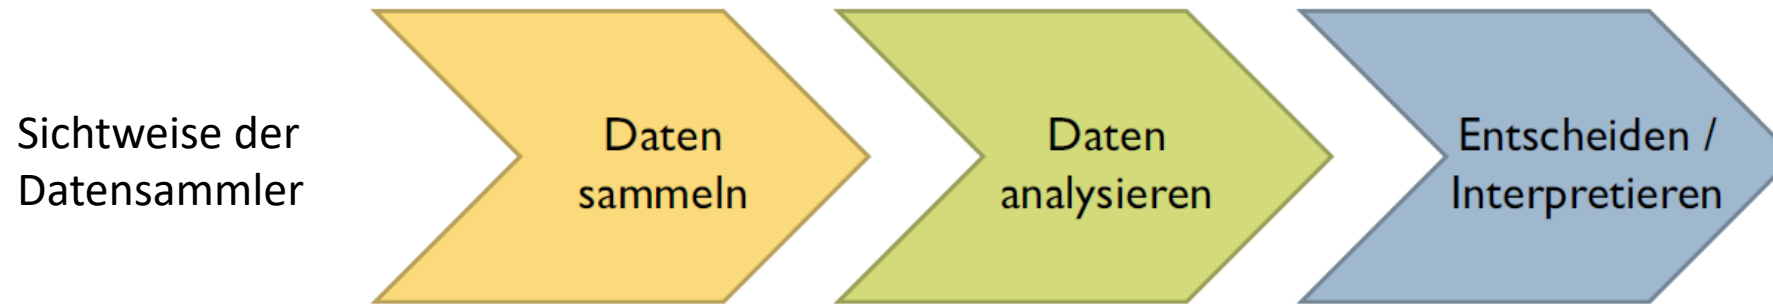 Sichtweise der
Datensammler
Daten
sammeln
Daten
analysieren
Entscheiden /
Interpretieren